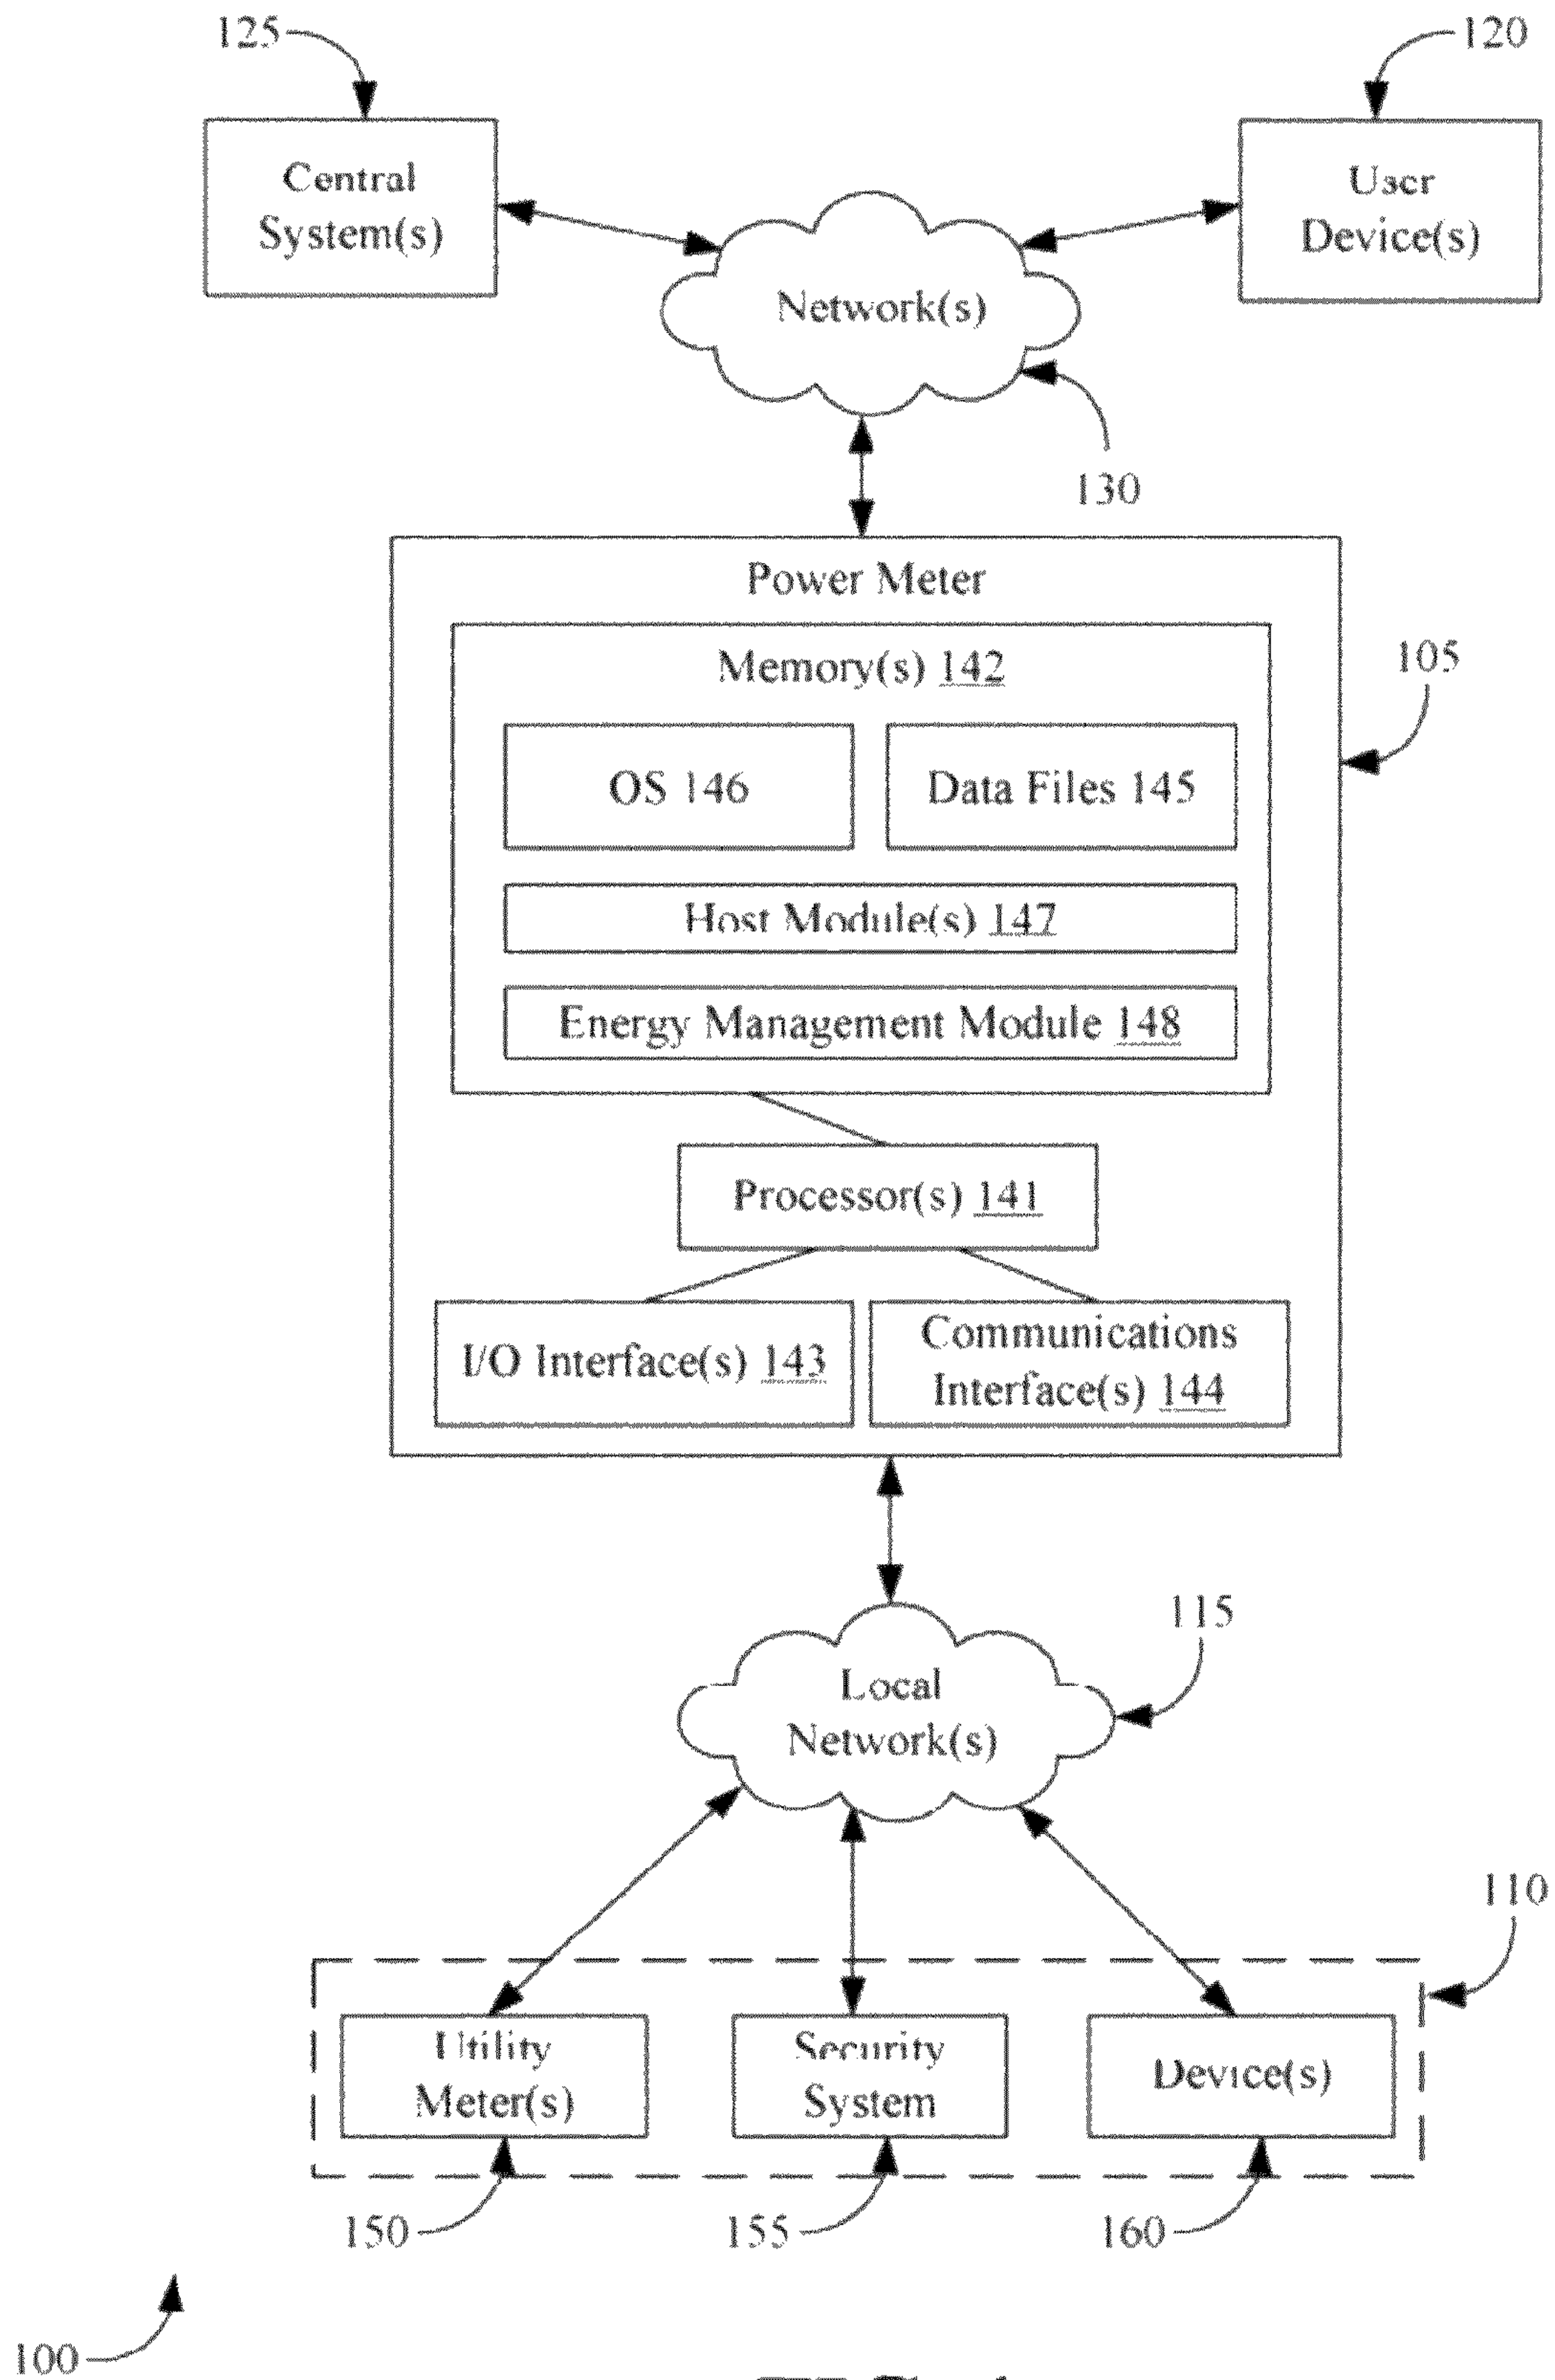 125
120
Central
System(s)
User
Device(s)
Network(s)
130
Power Meter
Memory(s) 142
105
OS 146
Data Files 145
Host Module(s) 147
Energy Management Module 148
Processor(s) 141
I/O Interface(s) 143
Communications
Interface(s) 144
115
Local
Network(s)
110
Utility
Meter(s)
Security
System
Device(s)
150
155
160
100